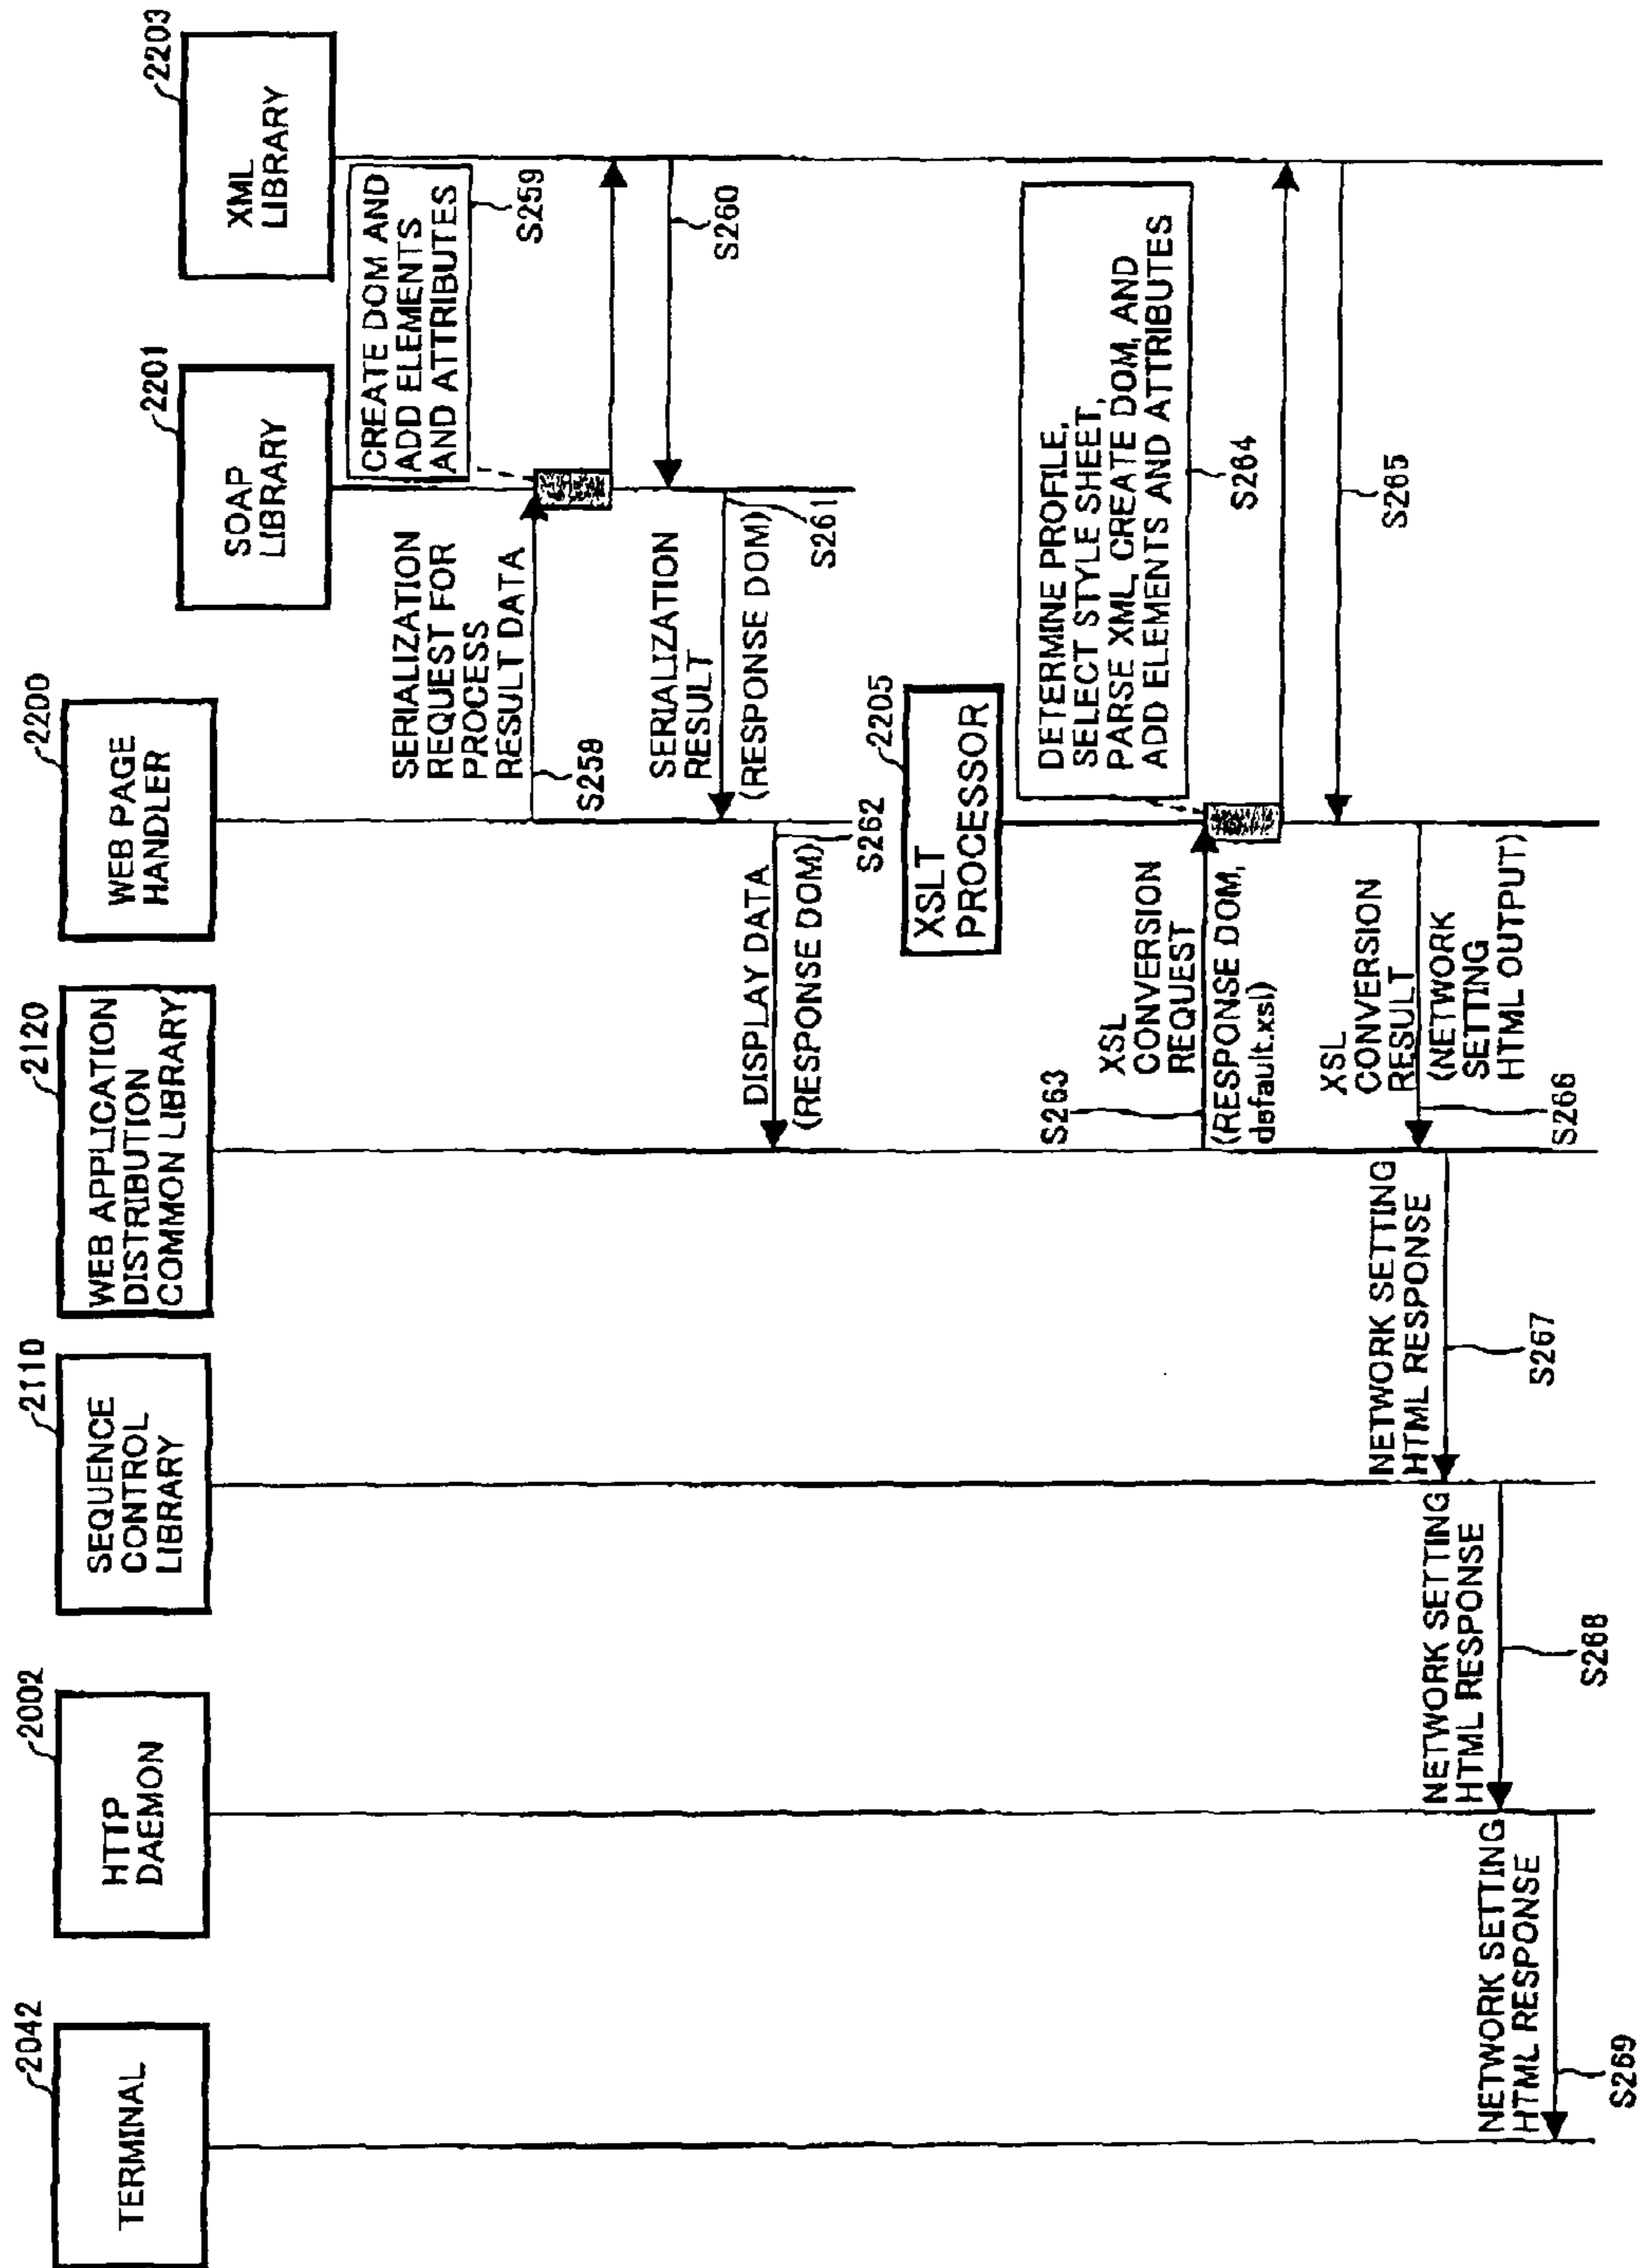 2042
TERMINAL
2002
HTTP
DAEMON
2110
SEQUENCE
CONTROL
LIBRARY
2120
WEB APPLICATION
DISTRIBUTION
COMMON LIBRARY
2200
WEB PAGE
HANDLER
2201
SOAP
LIBRARY
2203
XML
LIBRARY
CREATE DOM AND
ADD ELEMENTS
AND ATTRIBUTES
S259
SERIALIZATION
REQUEST FOR
PROCESS
RESULT DATA
S258
S260
SERIALIZATION
RESULT
(RESPONSE DOM)
S261
DISPLAY DATA
(RESPONSE DOM)
S262
2205
XSLT
PROCESSOR
DETERMINE PROFILE,
SELECT STYLE SHEET,
PARSE XML, CREATE DOM, AND
ADD ELEMENTS AND ATTRIBUTES
S264
S263
XSL
CONVERSION
REQUEST
(RESPONSE DOM,
default.xsl)
S265
XSL
CONVERSION
RESULT
(NETWORK
SETTING
HTML OUTPUT)
S266
NETWORK SETTING
HTML RESPONSE
S267
NETWORK SETTING
HTML RESPONSE
S268
NETWORK SETTING
HTML RESPONSE
S269